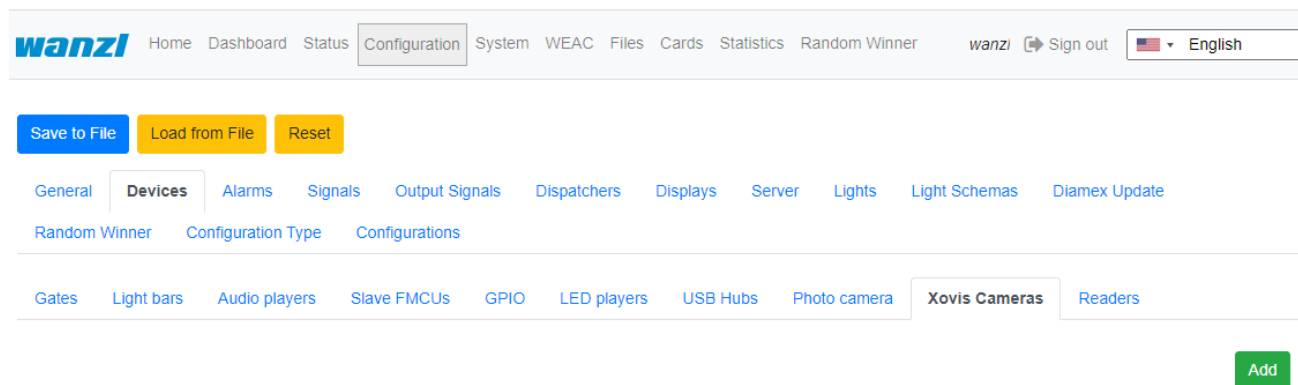 wanzl Home Dashboard Status Configuration System WEAC Files Cards Statistics Random Winner wanzl Sign out English
Save to File Load from File Reset
General Devices Alarms Signals Output Signals Dispatchers Displays Server Lights Light Schemas Diamex Update
Random Winner Configuration Type Configurations
Gates Light bars Audio players Slave FMCUs GPIO LED players USB Hubs Photo camera Xovis Cameras Readers
Add